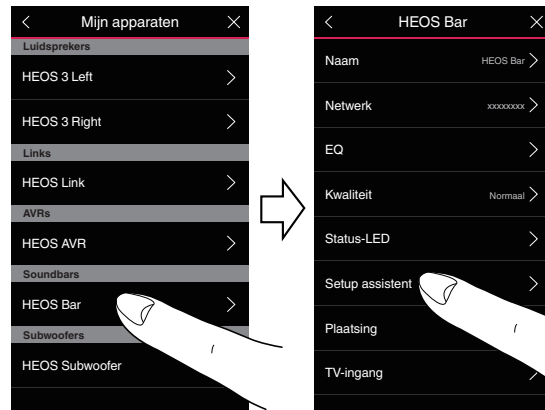 Mijn apparaten
Luidsprekers
HEOS 3 Left
HEOS 3 Right
Links
HEOS Link
AVRs
HEOS AVR
Soundbars
HEOS Bar
Subwoofers
HEOS Subwoofer
HEOS Bar
Naam HEOS Bar
Netwerk xxxxxxxx
EQ
Kwaliteit Normaal
Status-LED
Setup assistent
Plaatsing
TV-ingang